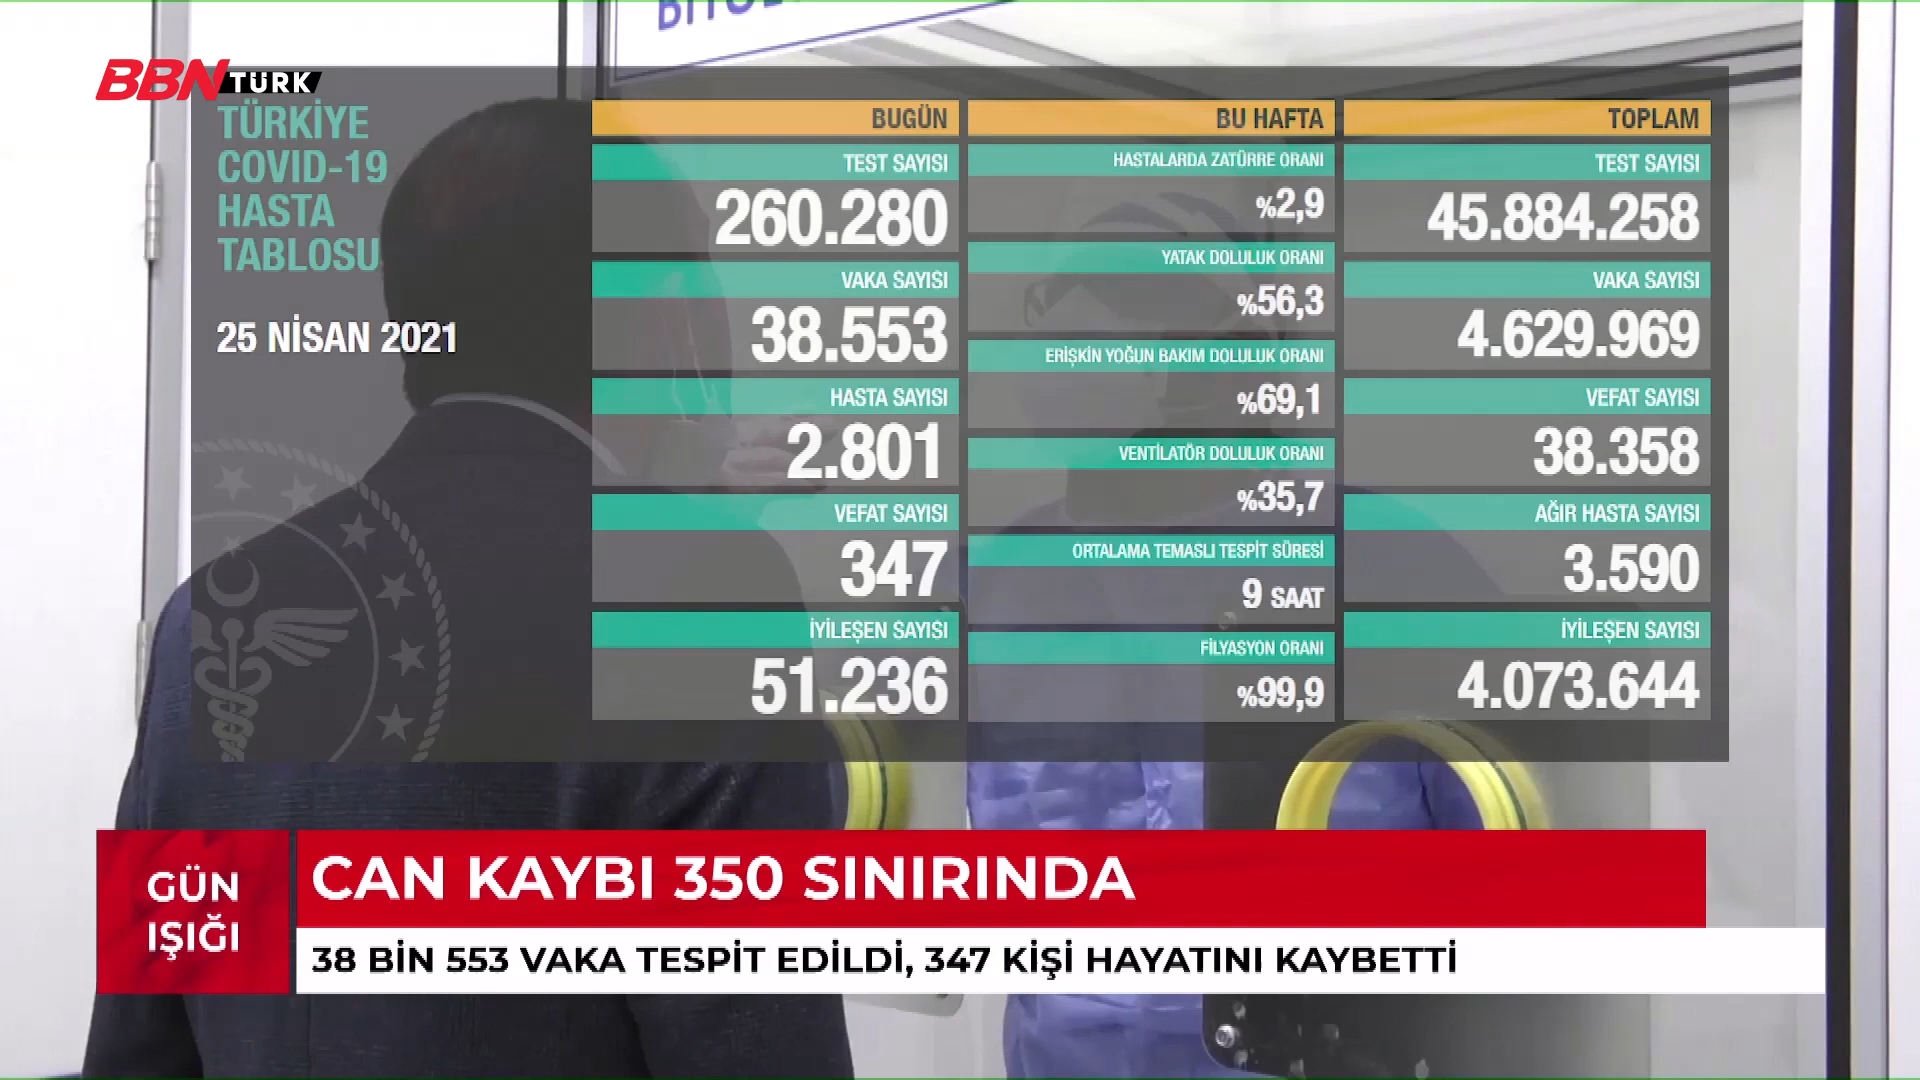 BBN TÜRK
TÜRKİYE
COVID-19
HASTA
TABLOSU
25 NİSAN 2021
BUGÜN
TEST SAYISI
260.280
VAKA SAYISI
38.553
HASTA SAYISI
2.801
VEFAT SAYISI
347
İYİLEŞEN SAYISI
51.236
BU HAFTA
HASTALARDA ZATÜRRE ORANI
%2,9
YATAK DOLULUK ORANI
%56,3
ERİŞKİN YOĞUN BAKIM DOLULUK ORANI
%69,1
VENTİLATÖR DOLULUK ORANI
%35,7
ORTALAMA TEMASLI TESPİT SÜRESİ
9 SAAT
FİLYASYON ORANI
%99,9
TOPLAM
TEST SAYISI
45.884.258
VAKA SAYISI
4.629.969
VEFAT SAYISI
38.358
AĞIR HASTA SAYISI
3.590
İYİLEŞEN SAYISI
4.073.644
GÜN
IŞIĞI
CAN KAYBI 350 SINIRINDA
38 BİN 553 VAKA TESPİT EDİLDİ, 347 KİŞİ HAYATINI KAYBETTİ